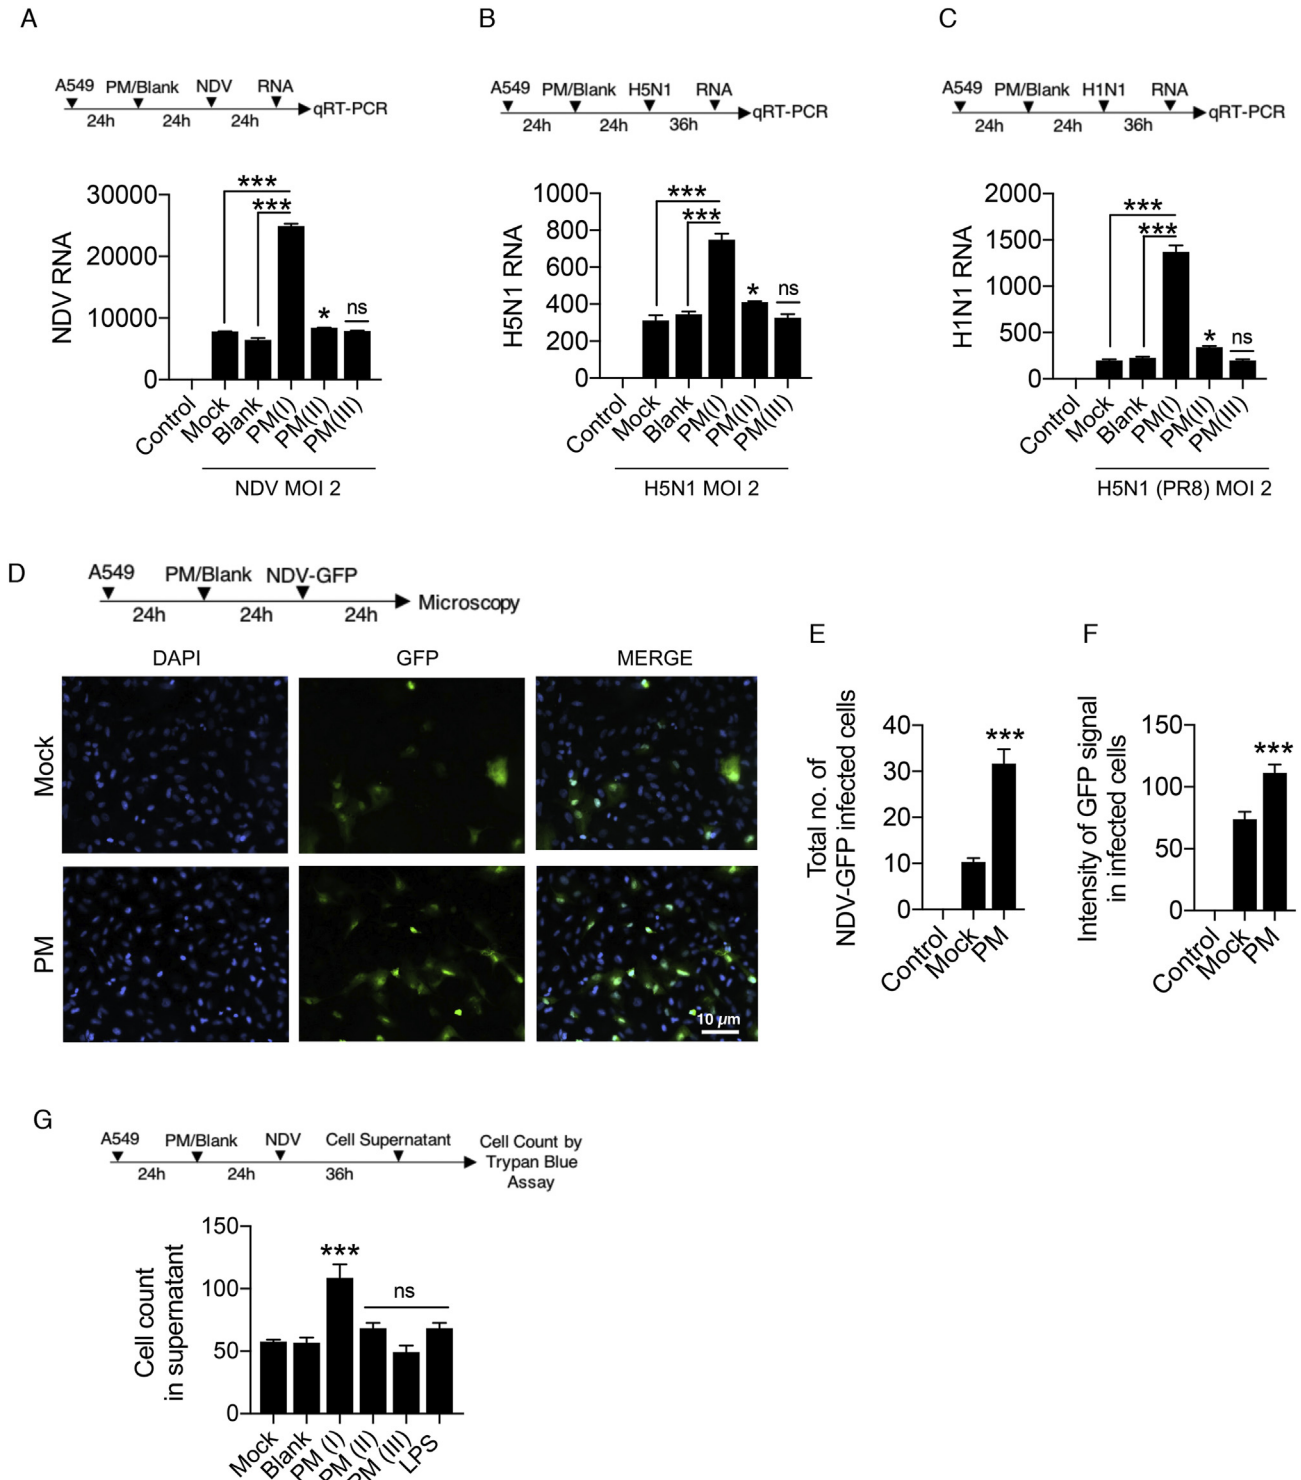 A
A549 PM/Blank NDV RNA
qRT-PCR
24h 24h 24h
NDV RNA
30000
20000
10000
0
***
***
*
ns
Control
Mock
Blank
PM(I)
PM(II)
PM(III)
NDV MOI 2
B
A549 PM/Blank H5N1 RNA
qRT-PCR
24h 24h 36h
H5N1 RNA
1000
800
600
400
200
0
***
***
*
ns
Control
Mock
Blank
PM(I)
PM(II)
PM(III)
H5N1 MOI 2
C
A549 PM/Blank H1N1 RNA
qRT-PCR
24h 24h 36h
H1N1 RNA
2000
1500
1000
500
0
***
***
*
ns
Control
Mock
Blank
PM(I)
PM(II)
PM(III)
H5N1 (PR8) MOI 2
D
A549 PM/Blank NDV-GFP
Microscopy
24h 24h 24h
DAPI GFP MERGE
Mock
PM
10 µm
E
Total no. of
NDV-GFP infected cells
40
30
20
10
0
***
Control
Mock
PM
F
Intensity of GFP signal
in infected cells
150
100
50
0
***
Control
Mock
PM
G
A549 PM/Blank NDV Cell Supernatant
24h 24h 36h
Cell Count by
Trypan Blue
Assay
Cell count
in supernatant
150
100
50
0
***
ns
Mock
Blank
PM (I)
PM (II)
PM (III)
LPS